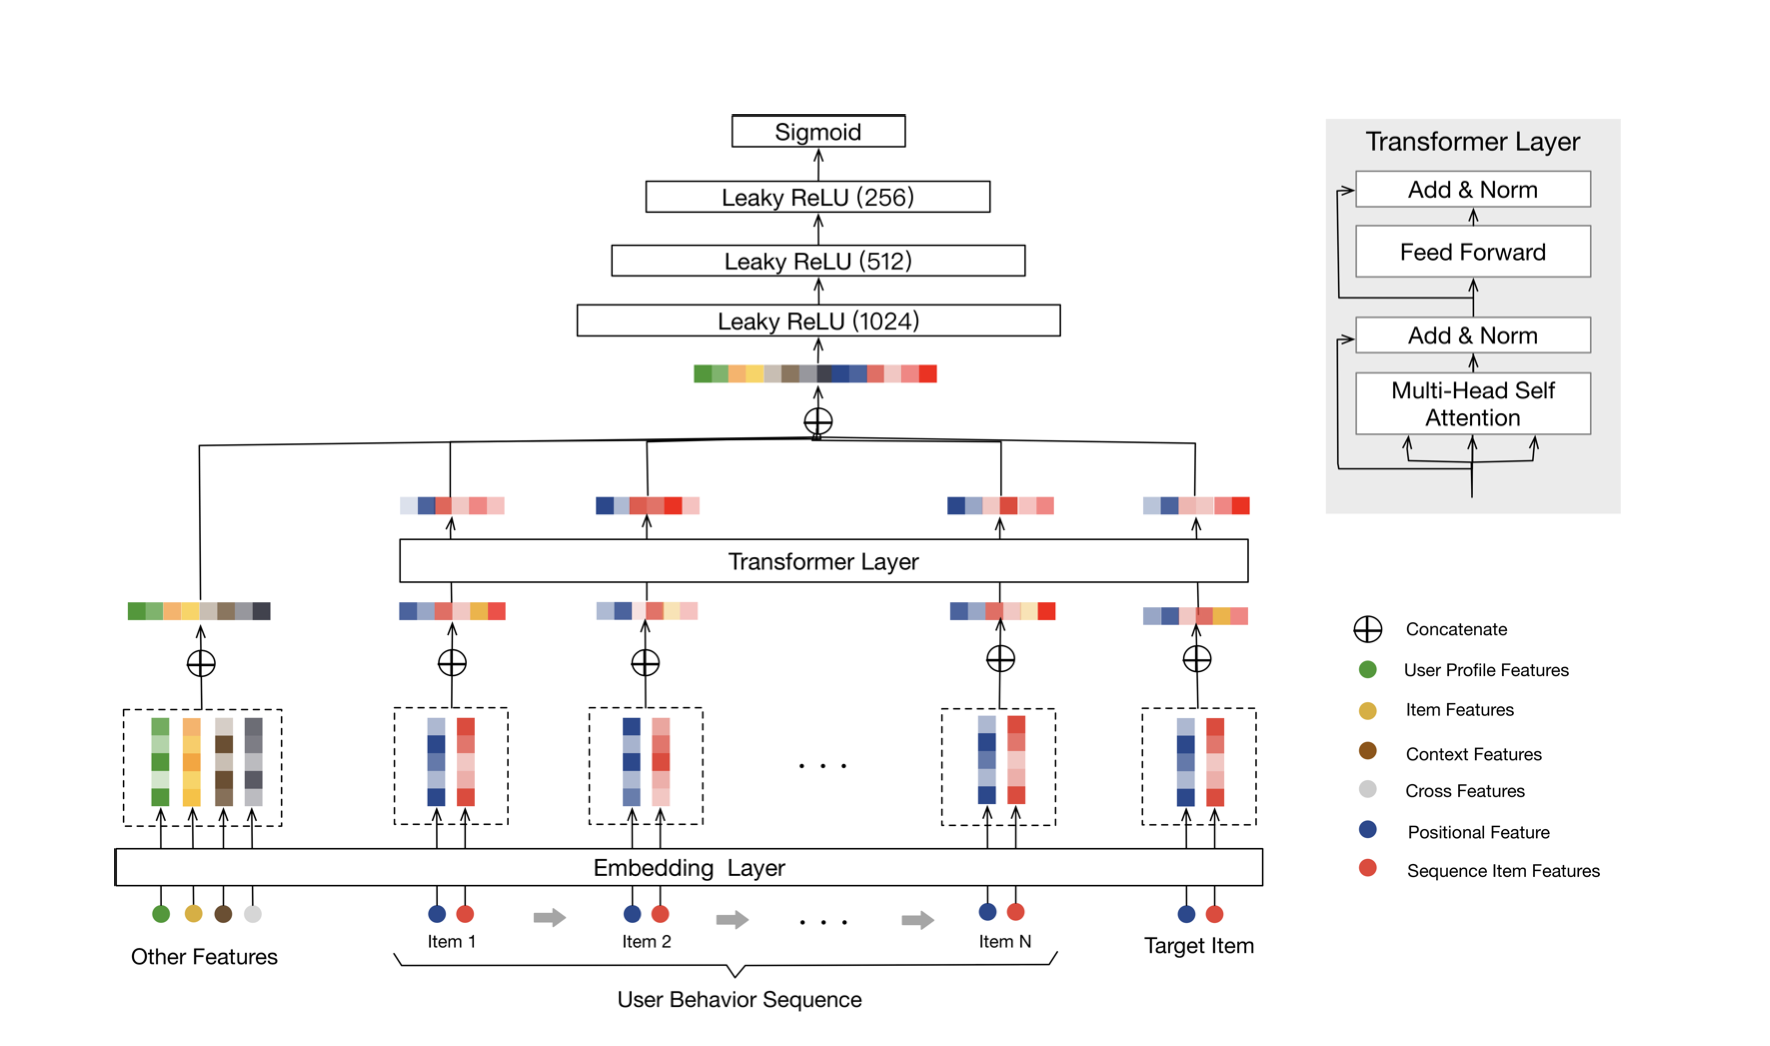 Sigmoid
Leaky ReLU (256)
Leaky ReLU (512)
Leaky ReLU (1024)
Transformer Layer
. . .
Embedding Layer
Item 1
Item 2
. . .
Item N
Other Features
Target Item
User Behavior Sequence
Transformer Layer
Add & Norm
Feed Forward
Add & Norm
Multi-Head Self
Attention
Concatenate
User Profile Features
Item Features
Context Features
Cross Features
Positional Feature
Sequence Item Features